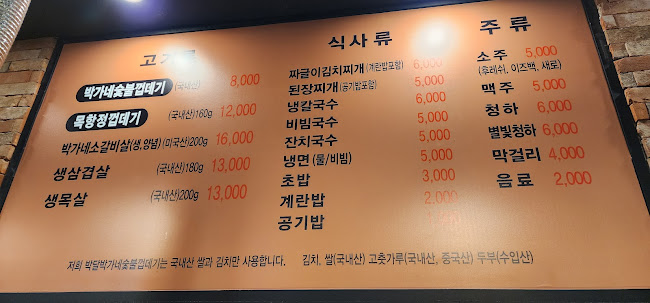 고기류
박가네숯불껍데기 (국내산) 8,000
목항정껍데기 (국내산)160g 12,000
박가네소갈비살(생,양념)(미국산)200g 16,000
생삼겹살 (국내산)180g 13,000
생목살 (국내산)200g 13,000
식사류
짜글이김치찌개(계란밥포함) 6,000
된장찌개(공기밥포함) 5,000
냉칼국수 6,000
비빔국수 5,000
잔치국수 5,000
냉면 (물/비빔) 5,000
초밥 3,000
계란밥 2,000
공기밥
주류
소주 5,000
(후레쉬, 이즈백, 새로)
맥주 5,000
청하 6,000
별빛청하 6,000
막걸리 4,000
음료 2,000
저희 박달박가네숯불껍데기는 국내산 쌀과 김치만 사용합니다. 김치, 쌀(국내산) 고춧가루(국내산, 중국산) 두부(수입산)